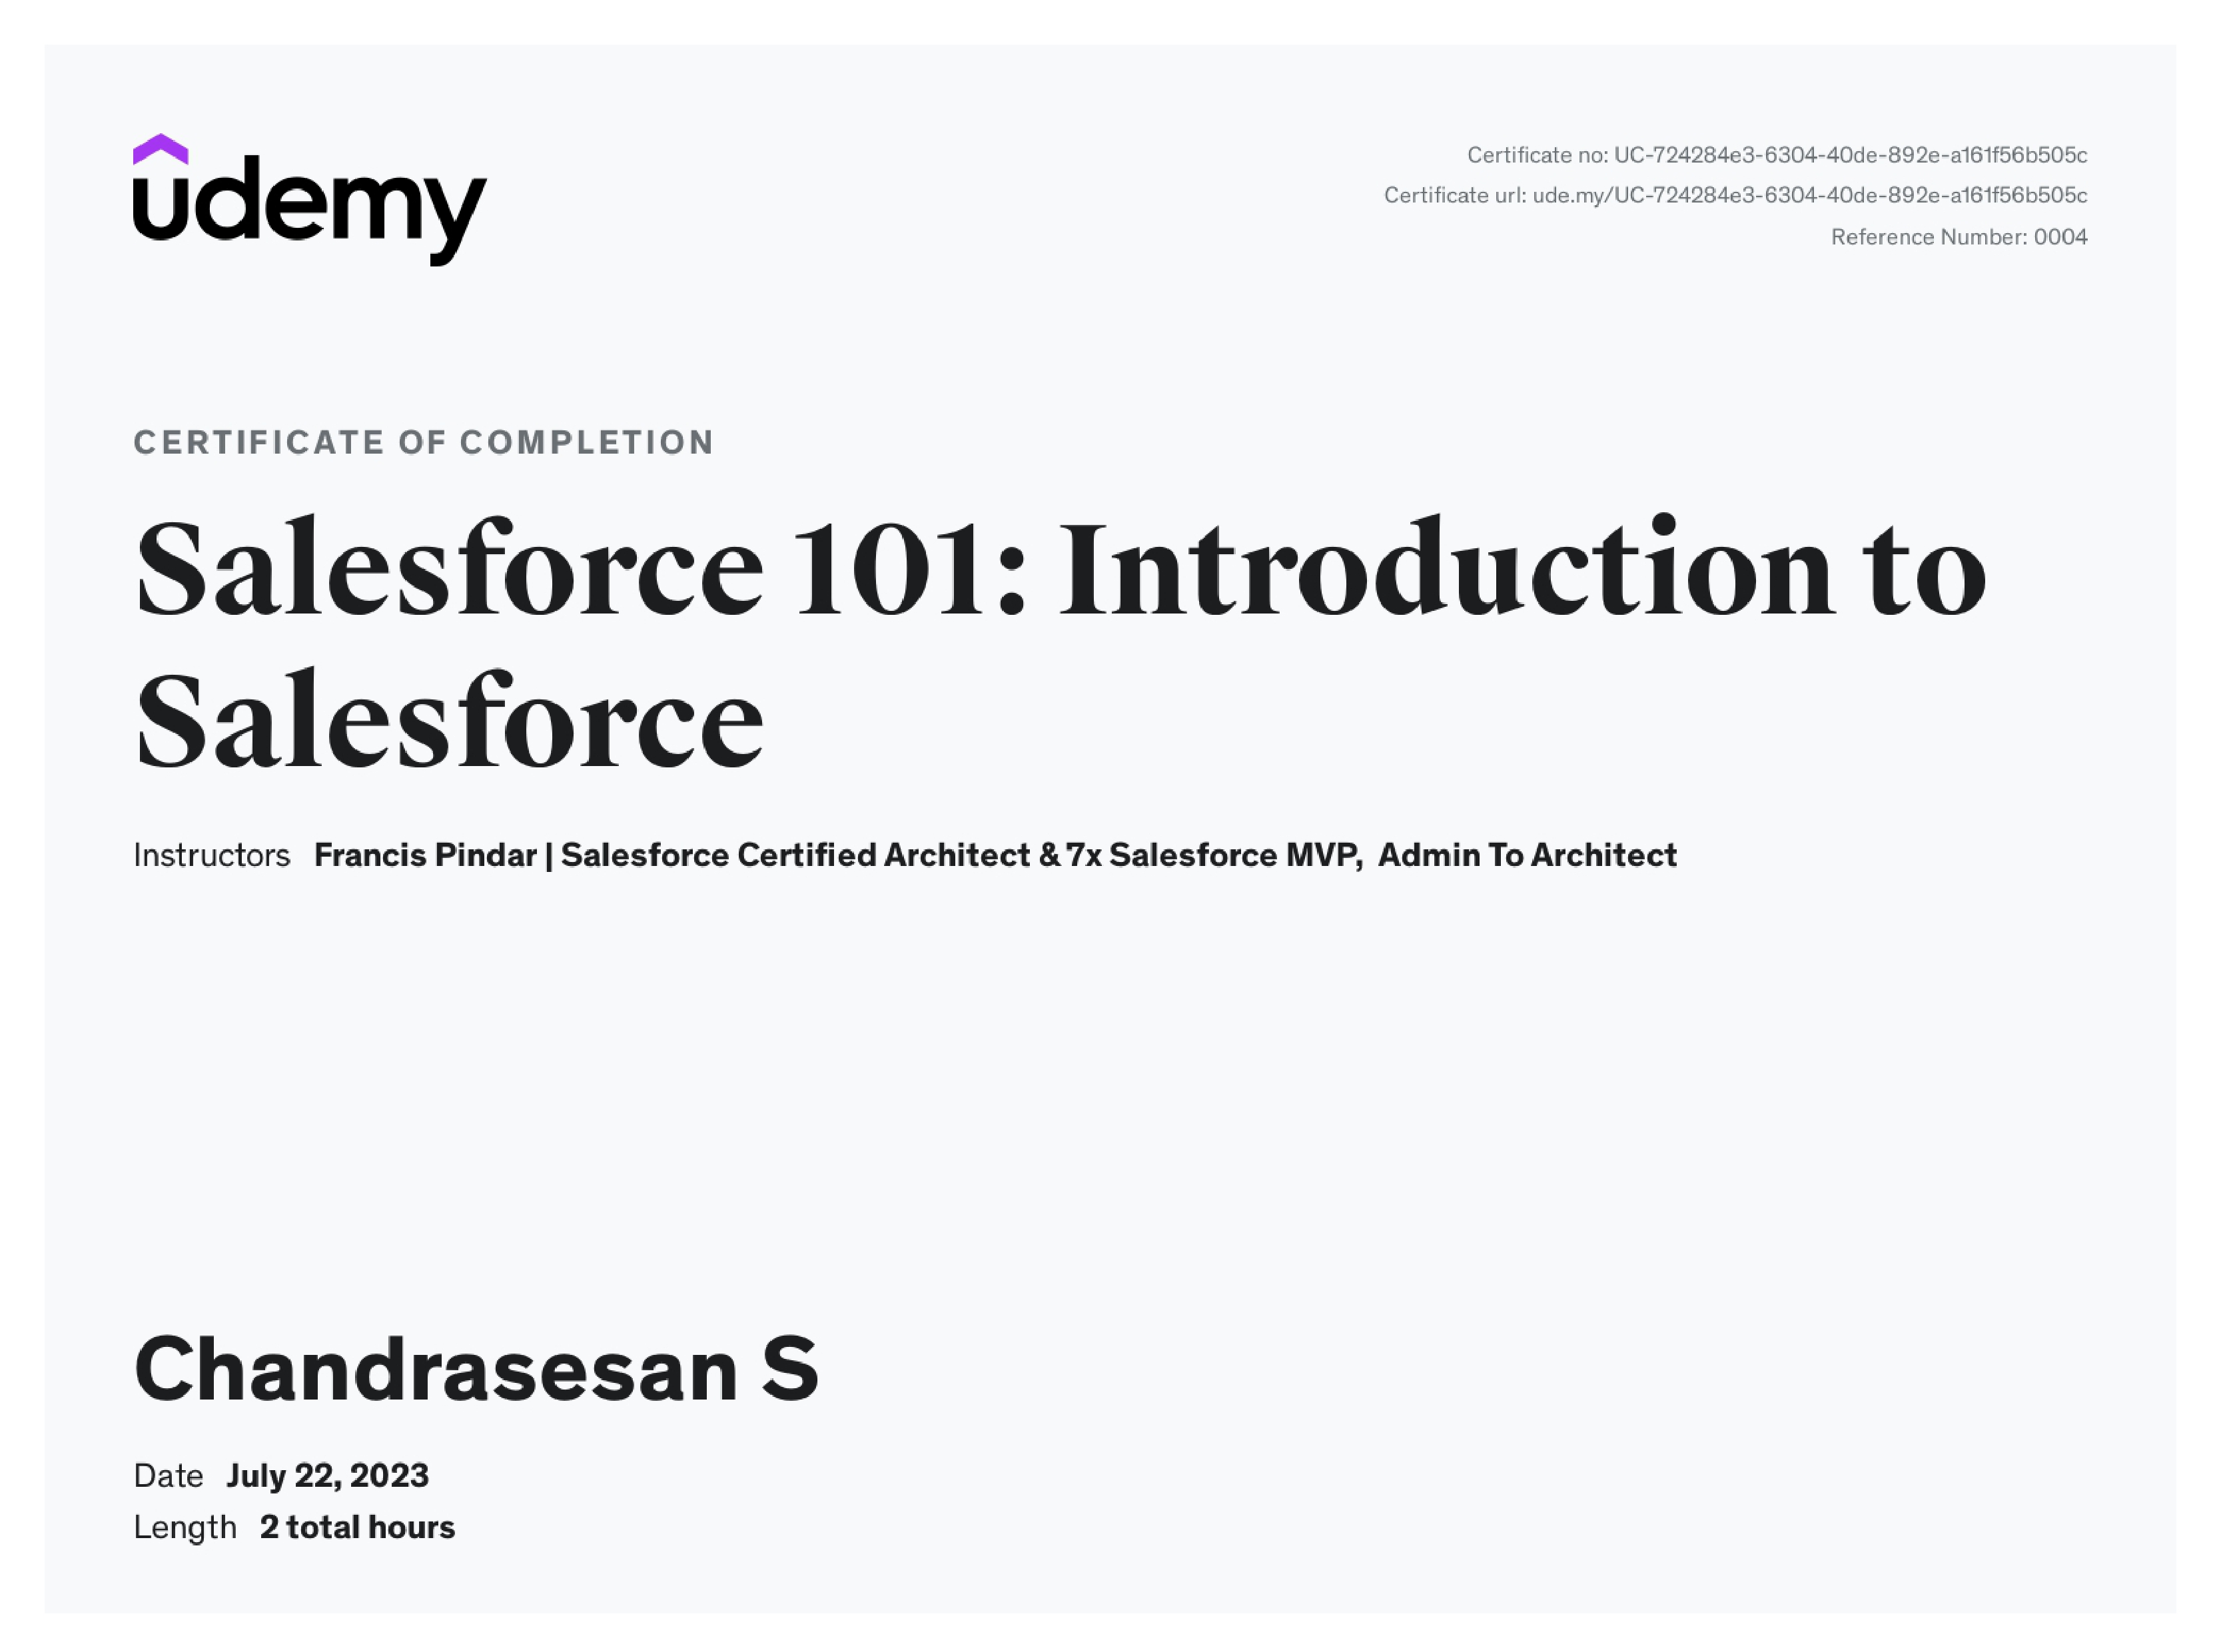 udemy
Certificate no: UC-724284e3-6304-40de-892e-a161f56b505c
Certificate url: ude.my/UC-724284e3-6304-40de-892e-a161f56b505c
Reference Number: 0004
CERTIFICATE OF COMPLETION
Salesforce 101: Introduction to
Salesforce
Instructors Francis Pindar | Salesforce Certified Architect & 7x Salesforce MVP, Admin To Architect
Chandrasesan S
Date July 22, 2023
Length 2 total hours